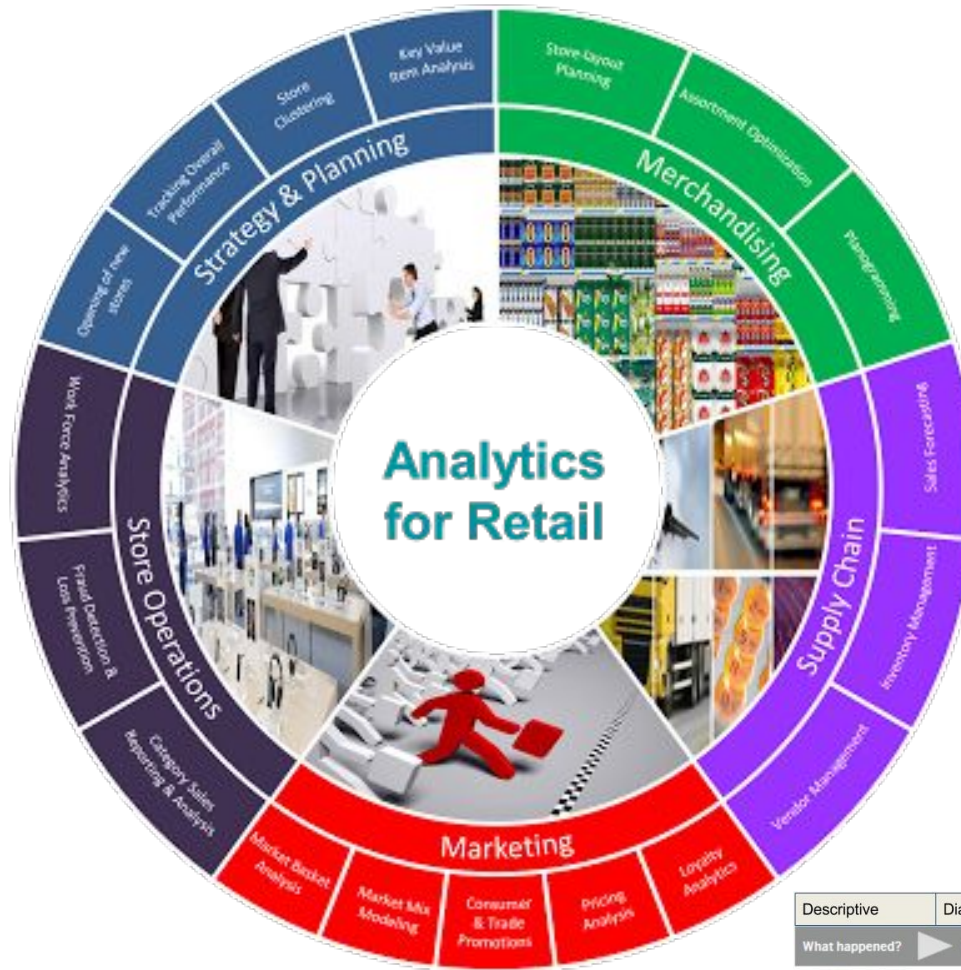 Analytics
for Retail
Strategy & Planning
Opening of new
stores
Tracking Overall
Performance
Store
Clustering
Key Value
Item Analysis
Merchandising
Store-layout
Planning
Assortment Optimization
Planogramming
Supply Chain
Sales Forecasting
Inventory Management
Vendor Management
Marketing
Loyalty
Analytics
Pricing
Analysis
Consumer
& Trade
Promotions
Market Mix
Modeling
Market Basket
Analysis
Store Operations
Category Sales
Reporting & Analysis
Fraud Detection &
Loss Prevention
Work Force Analytics
Descriptive
What happened?